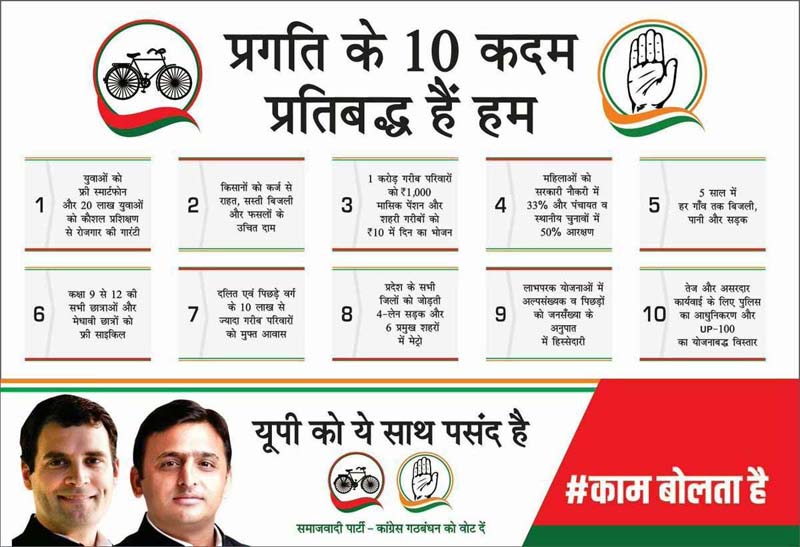 प्रगति के 10 कदम
प्रतिबद्ध हैं हम
1
युवाओं को
फ्री स्मार्टफोन
और 20 लाख युवाओं
को कौशल प्रशिक्षण
से रोजगार की गारंटी
2
किसानों को कर्ज से
राहत, सस्ती बिजली
और फसलों के
उचित दाम
3
1 करोड़ गरीब परिवारों
को ₹1,000
मासिक पेंशन और
शहरी गरीबों को
₹10 में दिन का भोजन
4
महिलाओं को
सरकारी नौकरी में
33% और पंचायत व
स्थानीय चुनावों में
50% आरक्षण
5
5 साल में
हर गाँव तक बिजली,
पानी और सड़क
6
कक्षा 9 से 12 की
सभी छात्राओं और
मेधावी छात्रों को
फ्री साइकिल
7
दलित एवं पिछड़े वर्ग
के 10 लाख से
ज्यादा गरीब परिवारों
को मुफ्त आवास
8
प्रदेश के सभी
जिलों को जोड़ती
4-लेन सड़क और
6 प्रमुख शहरों
में मेट्रो
9
लाभपरक योजनाओं में
अल्पसंख्यक व पिछड़ों
को जनसँख्या के
अनुपात
में हिस्सेदारी
10
तेज और असरदार
कार्यवाई के लिए पुलिस
का आधुनिकरण और
UP-100
का योजनाबद्ध विस्तार
यूपी को ये साथ पसंद है
समाजवादी पार्टी – कांग्रेस गठबंधन को वोट दें
#काम बोलता है